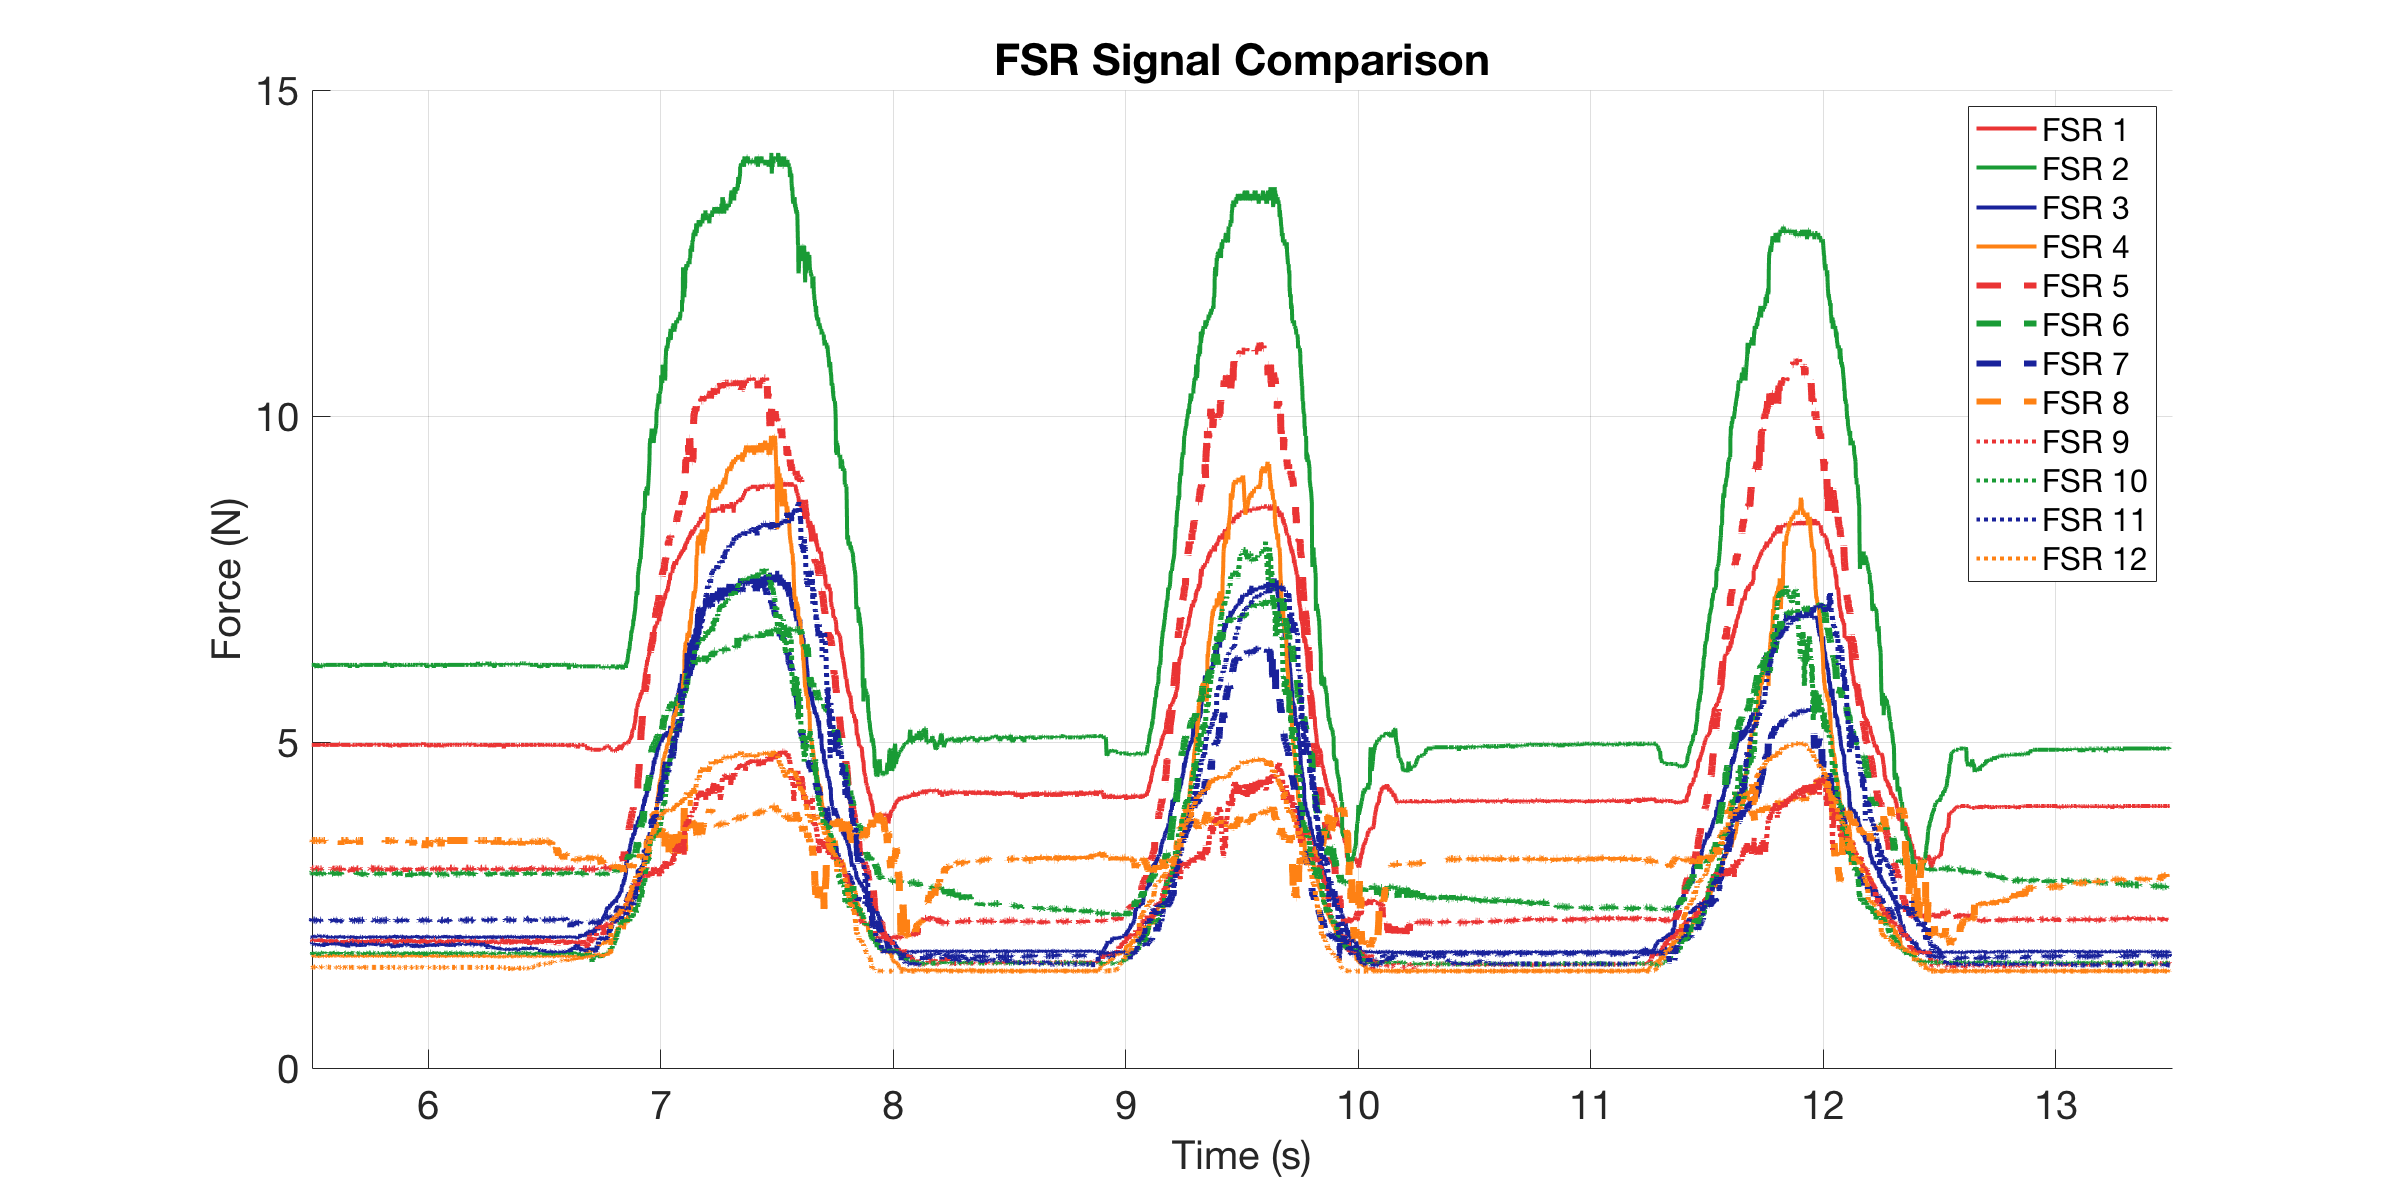 FSR Signal Comparison
15
10
5
0
Force (N)
6 7 8 9 10 11 12 13
Time (s)
FSR 1
FSR 2
FSR 3
FSR 4
FSR 5
FSR 6
FSR 7
FSR 8
FSR 9
FSR 10
FSR 11
FSR 12